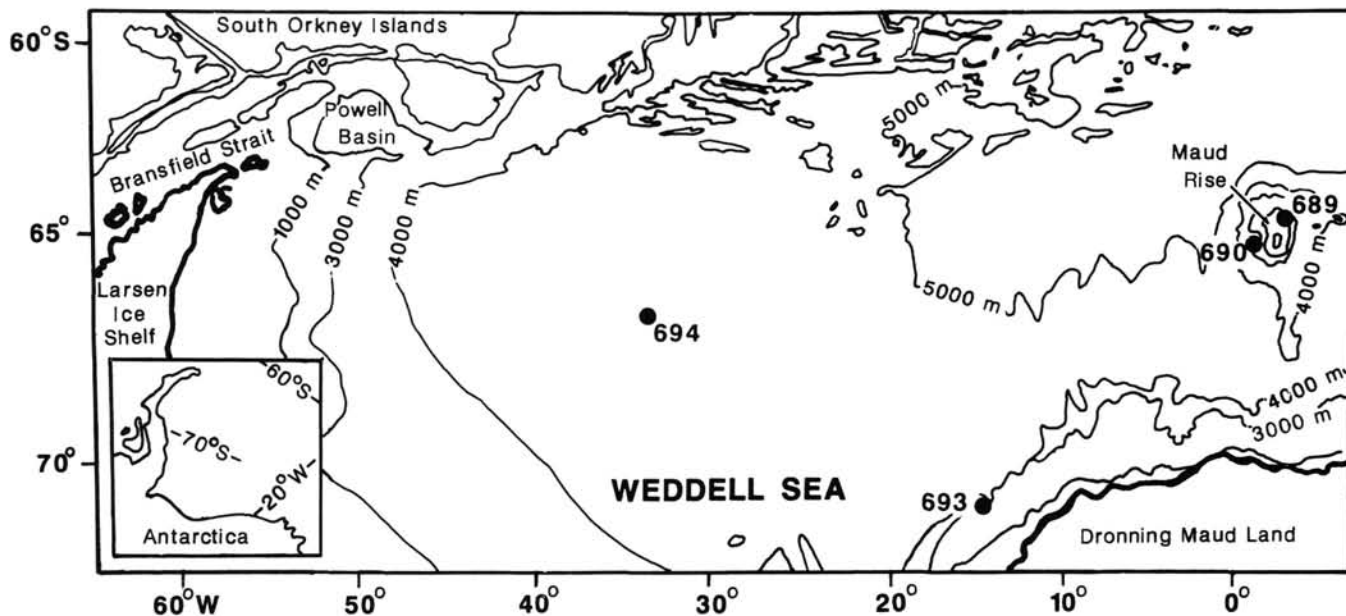 60°S
South Orkney Islands
Powell
Basin
Bransfield Strait
5000 m
Maud
Rise
689
65°
690
1000 m
3000 m
4000 m
5000 m
4000 m
Larsen
Ice
Shelf
694
60°S
70°S
20°W
Antarctica
4000 m
3000 m
70°
WEDDELL SEA
693
Dronning Maud Land
60°W
50°
40°
30°
20°
10°
0°